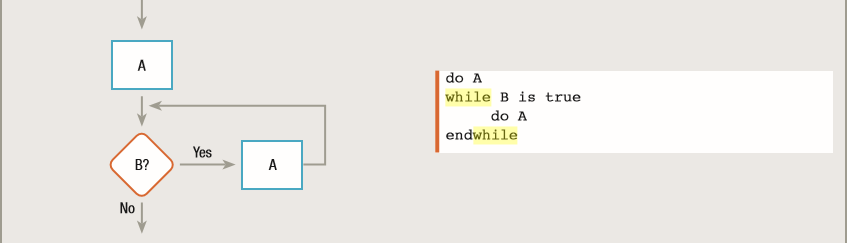 A
B?
Yes
A
No
do A
while B is true
do A
endwhile